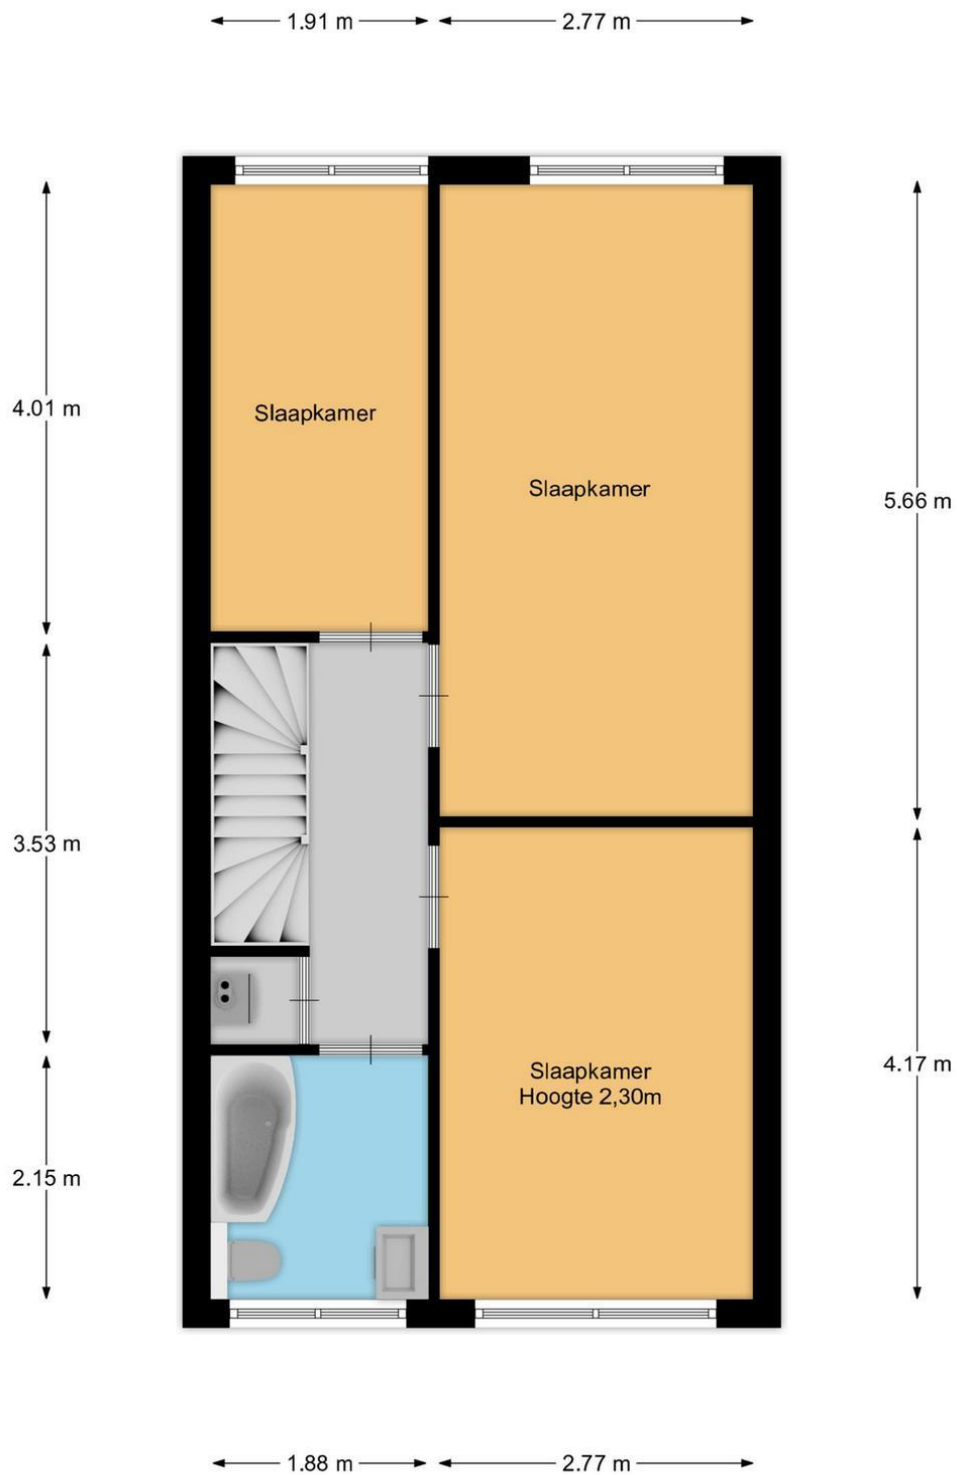 1.91 m
2.77 m
4.01 m
Slaapkamer
Slaapkamer
5.66 m
3.53 m
Slaapkamer
Hoogte 2,30m
4.17 m
2.15 m
1.88 m
2.77 m